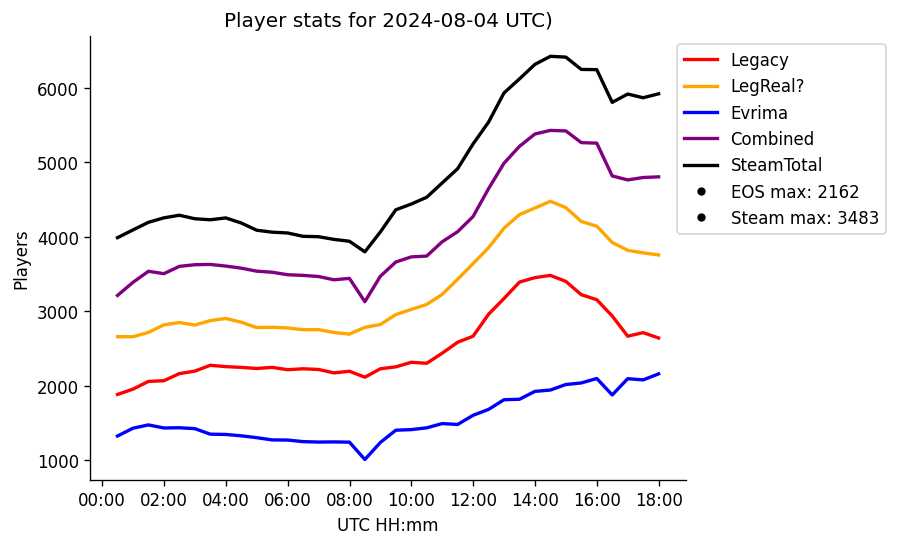 Player stats for 2024-08-04 UTC)
Legacy
LegReal?
Evrima
Combined
SteamTotal
EOS max: 2162
Steam max: 3483
Players
6000
5000
4000
3000
2000
1000
00:00 02:00 04:00 06:00 08:00 10:00 12:00 14:00 16:00 18:00
UTC HH:mm